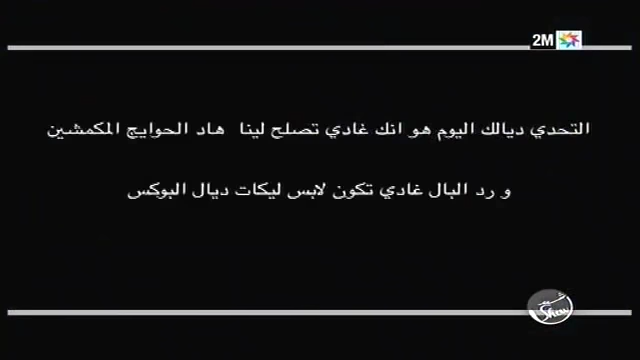 2M
التحدي ديالك اليوم هو انك غادي تصلح لينا هاد الحوايج المكمشين
و رد البال غادي تكون لابس ليكات ديال البوكس
Show